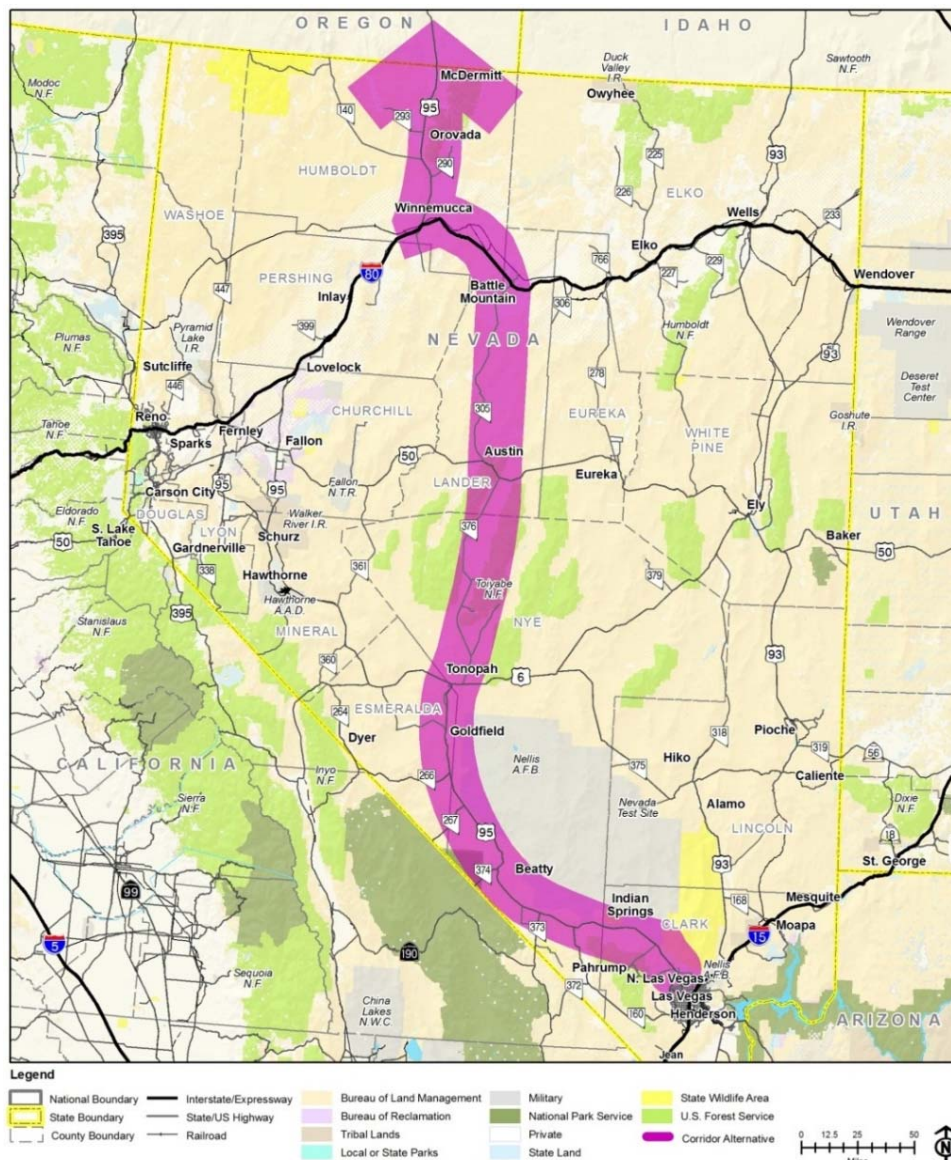 OREGON
IDAHO
McDermitt
Duck
Valley
I.R.
Sawtooth
N.F.
Modoc
N.F.
Owyhee
95
140
293
Orovada
HUMBOLDT
290
225
93
226
ELKO
WASHOE
Winnemucca
Wells
233
395
Elko
PERSHING
80
766
227
229
Wendover
447
Inlay
Battle
Mountain
306
399
Plumas
N.F.
Pyramid
Lake
I.R.
NEVADA
Humboldt
N.F.
Wendover
Range
93
Sutcliffe
Lovelock
278
Deseret
Test
Center
446
Reno
CHURCHILL
305
EUREKA
Goshute
I.R.
Tahoe
N.F.
Sparks
Fernley
Fallon
WHITE
PINE
Austin
50
Eureka
95
95
Fallon
N.T.R.
LANDER
Carson City
Eldorado
N.F.
DOUGLAS
Walker
River I.R.
Ely
UTAH
S. Lake
Tahoe
LYON
Schurz
376
Baker
50
Gardnerville
50
338
361
379
Hawthorne
Toiyabe
N.F.
Hawthorne
A.A.D.
395
Stanislaus
N.F.
NYE
MINERAL
93
360
Tonopah
6
264
ESMERALDA
Dyer
Goldfield
318
Pioche
319
56
Nellis
A.F.B.
Hiko
CALIFORNIA
Inyo
N.F.
266
375
Caliente
Sierra
N.F.
Nevada
Test Site
Alamo
Dixie
N.F.
267
95
LINCOLN
18
93
St. George
374
Beatty
99
Indian
Springs
168
Mesquite
373
CLARK
15
Moapa
5
190
Pahrump
Nellis
A.F.B.
N. Las Vegas
372
Sequoia
N.F.
China
Lakes
N.W.C.
Las Vegas
160
Henderson
ARIZONA
Jean
Legend
National Boundary
Interstate/Expressway
Bureau of Land Management
Military
State Wildlife Area
State Boundary
State/US Highway
Bureau of Reclamation
National Park Service
U.S. Forest Service
County Boundary
Railroad
Tribal Lands
Private
Corridor Alternative
Local or State Parks
State Land
0 12.5 25 50
Miles
N